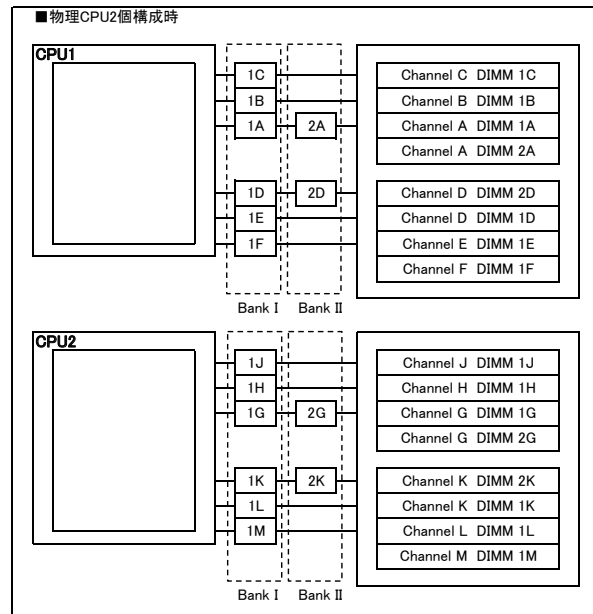 ■物理CPU2個構成時
CPU1
1C
1B
1A 2A
1D 2D
1E
1F
Bank I Bank II
Channel C DIMM 1C
Channel B DIMM 1B
Channel A DIMM 1A
Channel A DIMM 2A
Channel D DIMM 2D
Channel D DIMM 1D
Channel E DIMM 1E
Channel F DIMM 1F
CPU2
1J
1H
1G 2G
1K 2K
1L
1M
Bank I Bank II
Channel J DIMM 1J
Channel H DIMM 1H
Channel G DIMM 1G
Channel G DIMM 2G
Channel K DIMM 2K
Channel K DIMM 1K
Channel L DIMM 1L
Channel M DIMM 1M